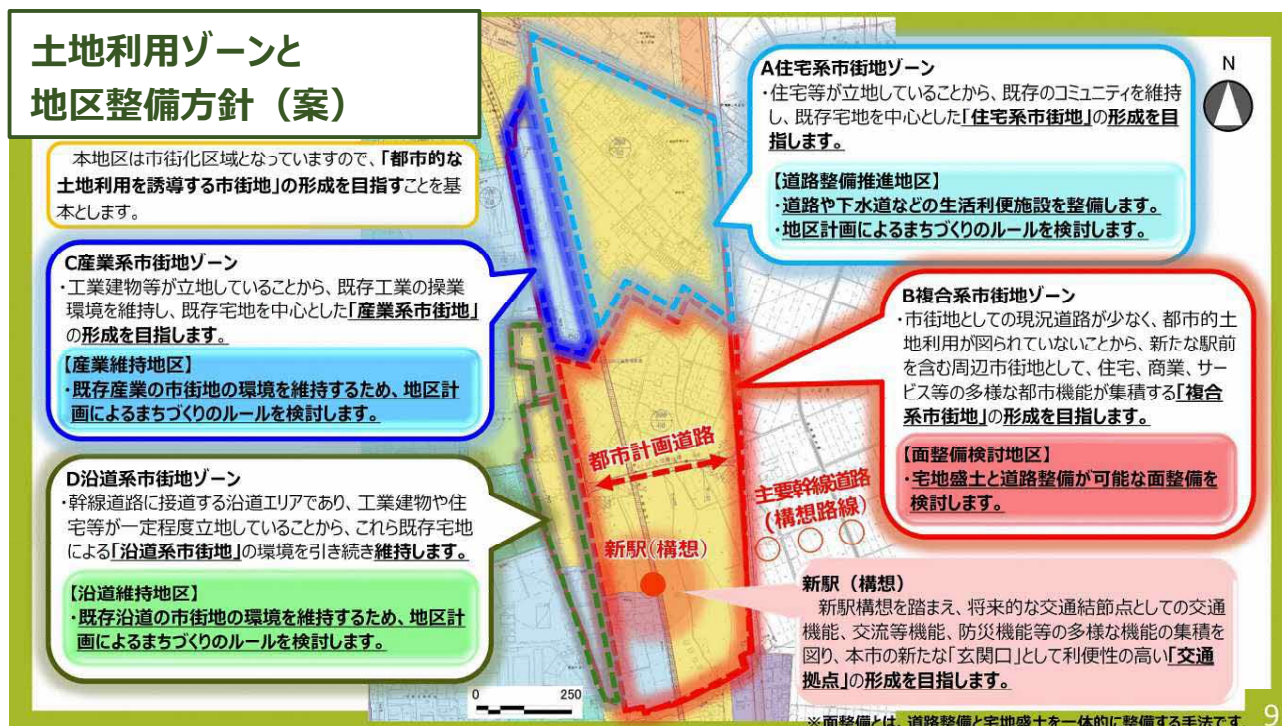 土地利用ゾーンと
地区整備方針（案）
本地区は市街化区域となっていますので、「都市的な
土地利用を誘導する市街地」の形成を目指すことを基
本とします。
C産業系市街地ゾーン
・工業建物等が立地していることから、既存工業の操業
環境を維持し、既存宅地を中心とした「産業系市街地」
の形成を目指します。
【産業維持地区】
・既存産業の市街地の環境を維持するため、地区計
画によるまちづくりのルールを検討します。
D沿道系市街地ゾーン
・幹線道路に接道する沿道エリアであり、工業建物や住
宅等が一定程度立地していることから、これら既存宅地
による「沿道系市街地」の環境を引き続き維持します。
【沿道維持地区】
・既存沿道の市街地の環境を維持するため、地区計
画によるまちづくりのルールを検討します。
A住宅系市街地ゾーン
・住宅等が立地していることから、既存のコミュニティを維持
し、既存宅地を中心とした「住宅系市街地」の形成を目
指します。
【道路整備推進地区】
・道路や下水道などの生活利便施設を整備します。
・地区計画によるまちづくりのルールを検討します。
N
B複合系市街地ゾーン
・市街地としての現況道路が少なく、都市的土
地利用が図られていないことから、新たな駅前
を含む周辺市街地として、住宅、商業、サー
ビス等の多様な都市機能が集積する「複合
系市街地」の形成を目指します。
【面整備検討地区】
・宅地盛土と道路整備が可能な面整備を
検討します。
都市計画道路
主要幹線道路
（構想路線）
新駅（構想）
新駅（構想）
新駅構想を踏まえ、将来的な交通結節点としての交通
機能、交流等機能、防災機能等の多様な機能の集積を
図り、本市の新たな「玄関口」として利便性の高い「交通
拠点」の形成を目指します。
0 250
※面整備とは、道路整備と宅地盛土を一体的に整備する手法です
9